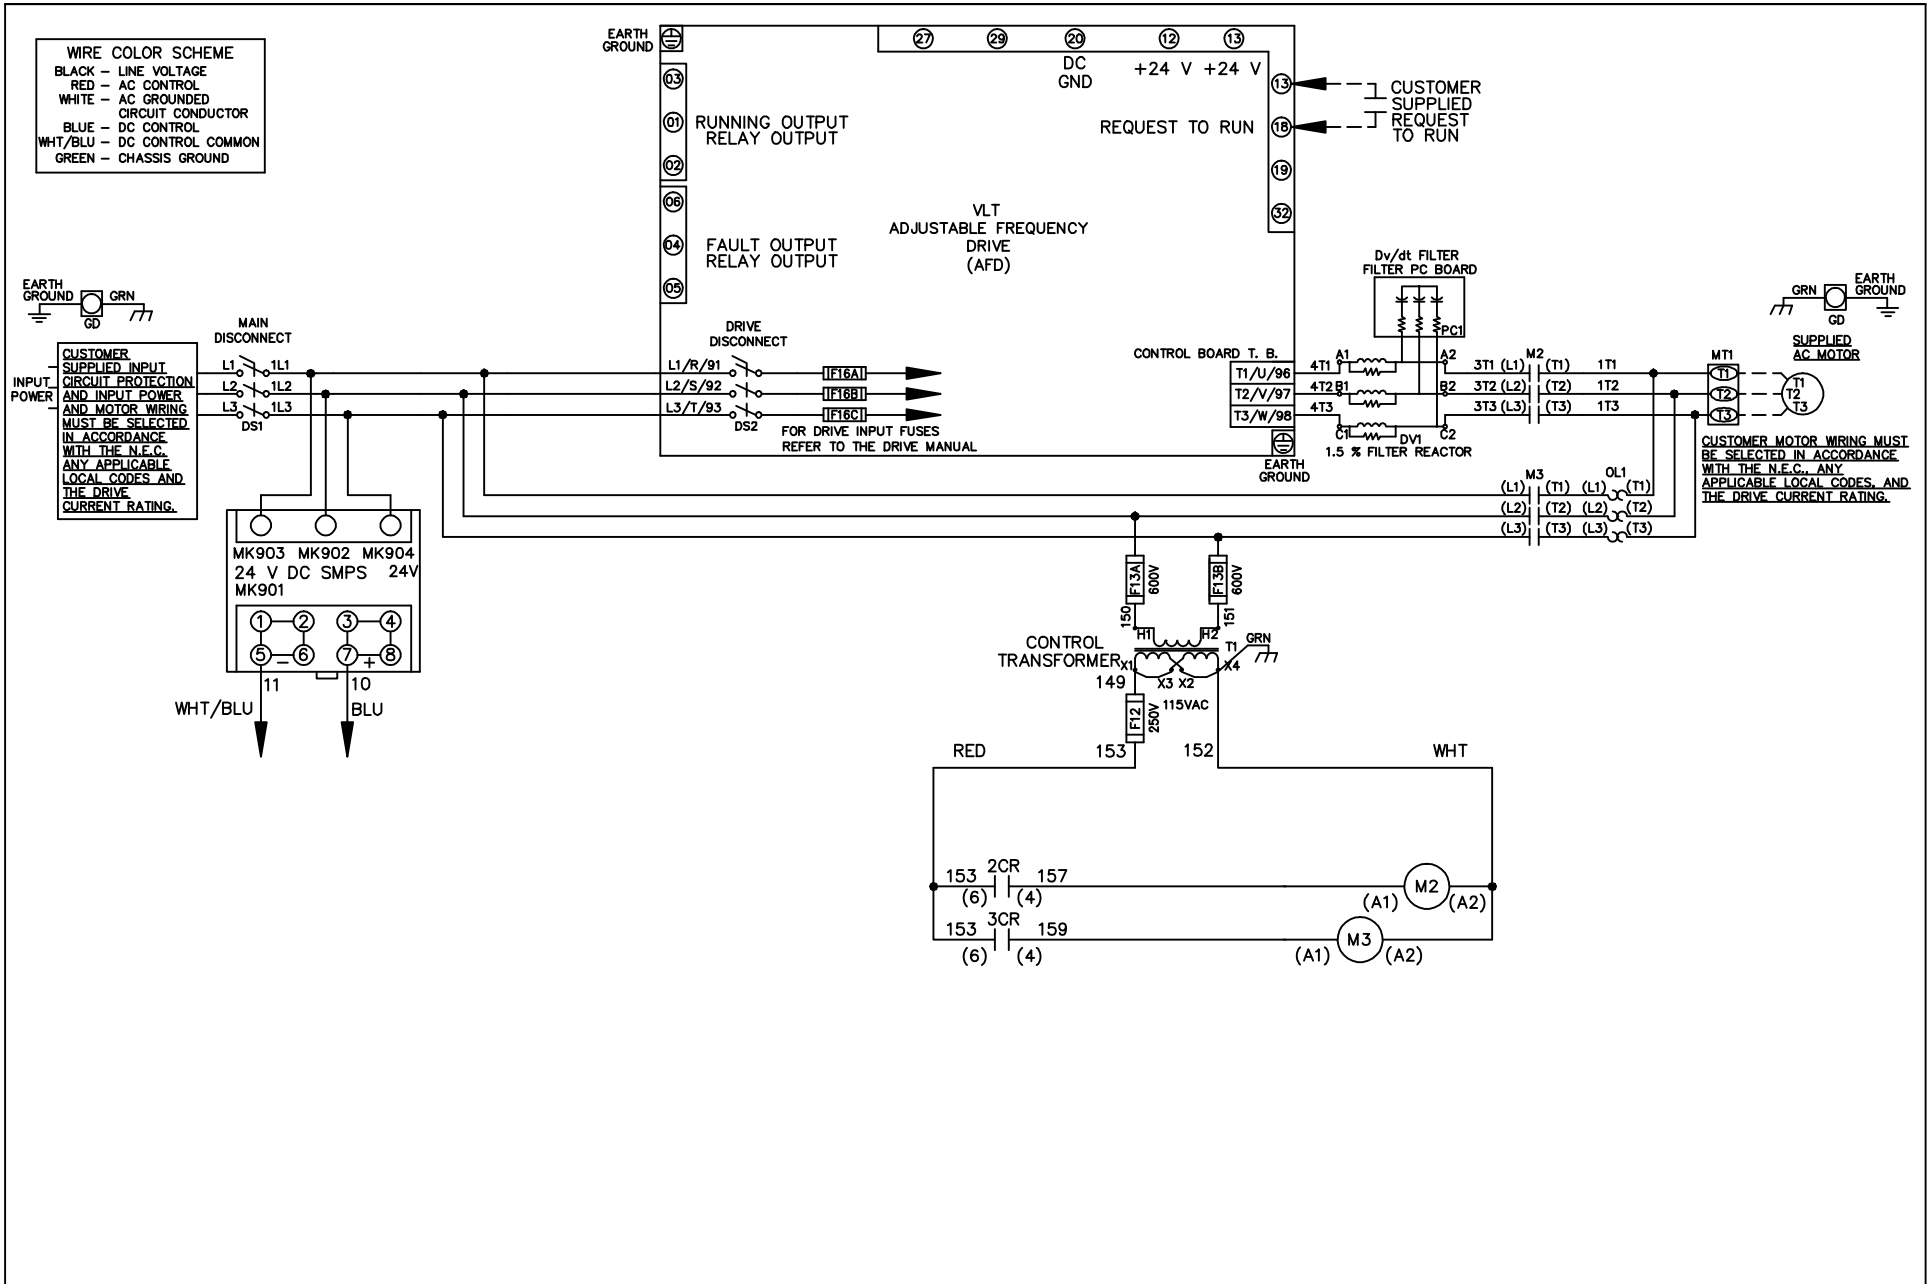 WIRE COLOR SCHEME
BLACK – LINE VOLTAGE
RED – AC CONTROL
WHITE – AC GROUNDED
CIRCUIT CONDUCTOR
BLUE – DC CONTROL
WHT/BLU – DC CONTROL COMMON
GREEN – CHASSIS GROUND
EARTH
GROUND
27 29 20 12 13
DC
GND
+24 V +24 V
03
01
02
RUNNING OUTPUT
RELAY OUTPUT
06
04
05
FAULT OUTPUT
RELAY OUTPUT
13
REQUEST TO RUN 18
19
32
CUSTOMER
SUPPLIED
REQUEST
TO RUN
VLT
ADJUSTABLE FREQUENCY
DRIVE
(AFD)
EARTH
GROUND
GRN
GD
MAIN
DISCONNECT
INPUT
POWER
CUSTOMER
SUPPLIED INPUT
CIRCUIT PROTECTION
AND INPUT POWER
AND MOTOR WIRING
MUST BE SELECTED
IN ACCORDANCE
WITH THE N.E.C.
ANY APPLICABLE
LOCAL CODES AND
THE DRIVE
CURRENT RATING.
L1 1L1
L2 1L2
L3 1L3
DS1
DRIVE
DISCONNECT
L1/R/91
L2/S/92
L3/T/93
DS2
F16A
F16B
F16C
FOR DRIVE INPUT FUSES
REFER TO THE DRIVE MANUAL
CONTROL BOARD T. B.
T1/U/96
T2/V/97
T3/W/98
EARTH
GROUND
Dv/dt FILTER
FILTER PC BOARD
PC1
4T1 A1 A2
4T2 B1 B2
4T3 C1 C2
DV1
1.5 % FILTER REACTOR
M2
3T1 (L1) (T1) 1T1
3T2 (L2) (T2) 1T2
3T3 (L3) (T3) 1T3
MT1
T1
T2
T3
GRN
EARTH
GROUND
GD
SUPPLIED
AC MOTOR
T1
T2
T3
CUSTOMER MOTOR WIRING MUST
BE SELECTED IN ACCORDANCE
WITH THE N.E.C., ANY
APPLICABLE LOCAL CODES, AND
THE DRIVE CURRENT RATING.
M3 OL1
(L1) (T1) (L1) (T1)
(L2) (T2) (L2) (T2)
(L3) (T3) (L3) (T3)
MK903 MK902 MK904
24 V DC SMPS 24V
MK901
1 2 3 4
5 – 6 7 + 8
11 10
WHT/BLU BLU
F13A 600V
F13B 600V
150 151
H1 H2
CONTROL
TRANSFORMER
T1
GRN
X1 X4
X3 X2
149
115VAC
F12 250V
RED 153 152 WHT
2CR
153 157
(6) (4)
M2
(A1) (A2)
3CR
153 159
(6) (4)
M3
(A1) (A2)